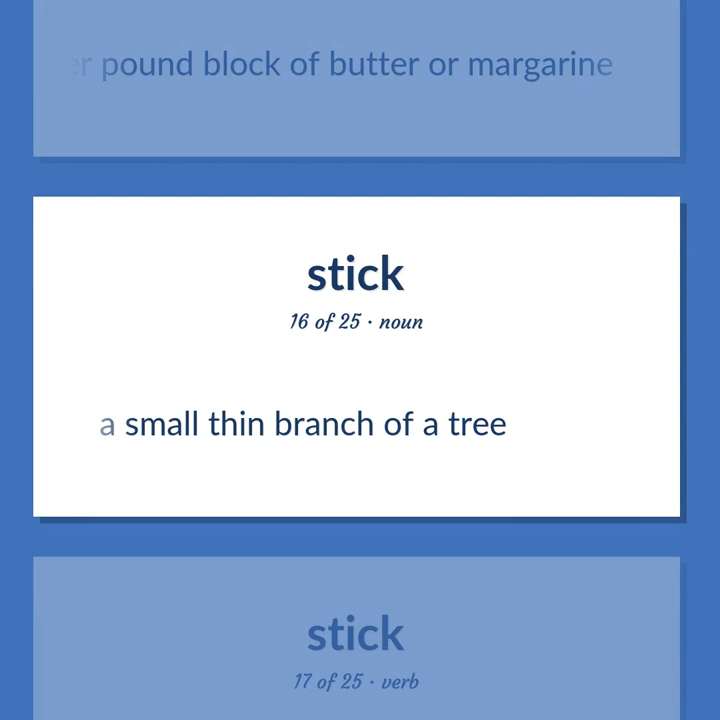 pound block of butter or margarine
stick
16 of 25 · noun
a small thin branch of a tree
stick
17 of 25 · verb